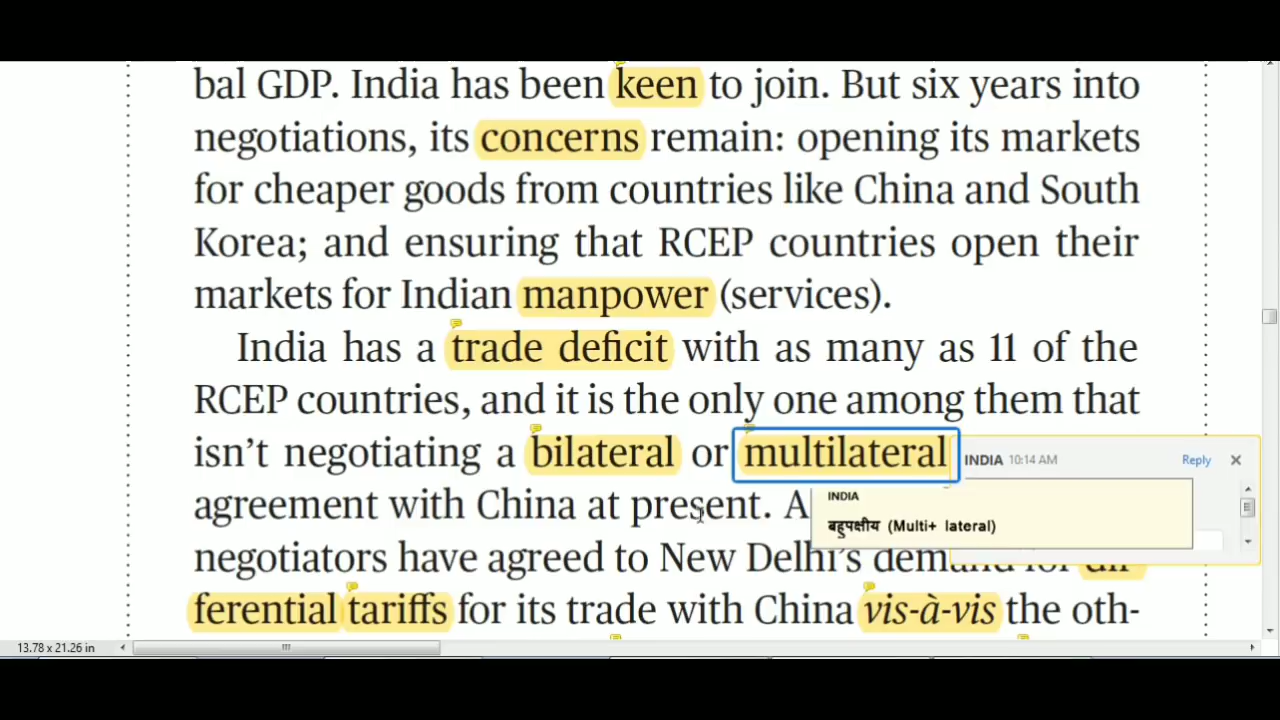 bal GDP. India has been keen to join. But six years into
negotiations, its concerns remain: opening its markets
for cheaper goods from countries like China and South
Korea; and ensuring that RCEP countries open their
markets for Indian manpower (services).
India has a trade deficit with as many as 11 of the
RCEP countries, and it is the only one among them that
isn't negotiating a bilateral or multilateral
INDIA 10:14 AM Reply
agreement with China at present. A
INDIA
बहुपक्षीय (Multi+ lateral)
negotiators have agreed to New Delhi's demand for dif-
ferential tariffs for its trade with China vis-à-vis the oth-
13.78 x 21.26 in